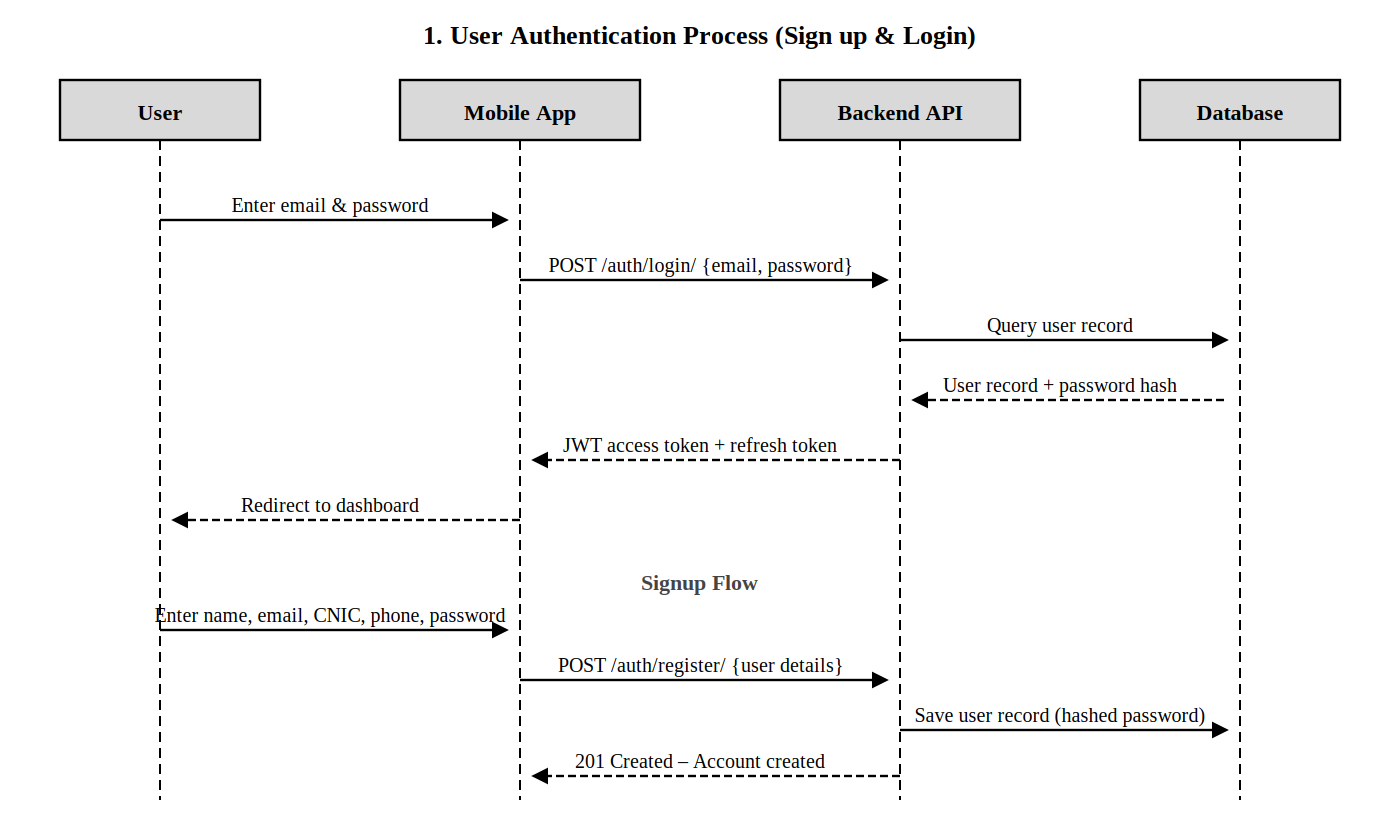 1. User Authentication Process (Sign up & Login)
User
Mobile App
Backend API
Database
Enter email & password
POST /auth/login/ {email, password}
Query user record
User record + password hash
JWT access token + refresh token
Redirect to dashboard
Signup Flow
Enter name, email, CNIC, phone, password
POST /auth/register/ {user details}
Save user record (hashed password)
201 Created – Account created